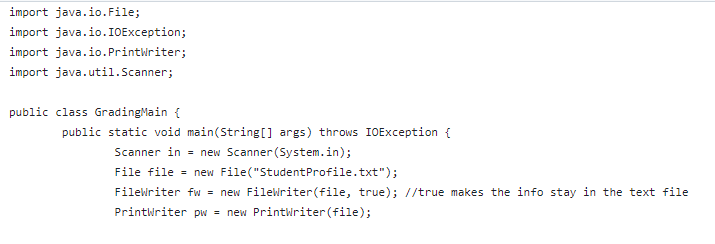 import java.io.File;
import java.io.IOException;
import java.io.PrintWriter;
import java.util.Scanner;

public class GradingMain {
        public static void main(String[] args) throws IOException {
                Scanner in = new Scanner(System.in);
                File file = new File("StudentProfile.txt");
                FileWriter fw = new FileWriter(file, true); //true makes the info stay in the text file
                PrintWriter pw = new PrintWriter(file);